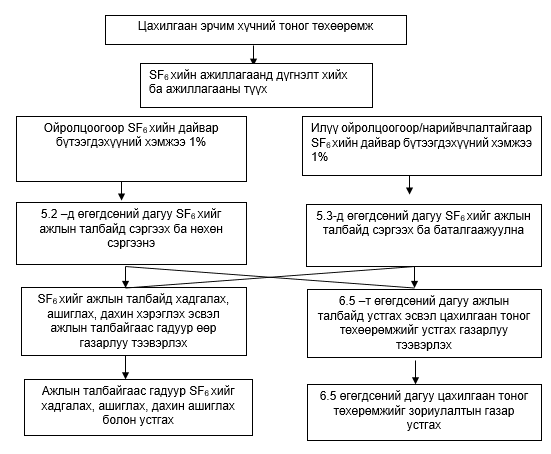 Цахилгаан эрчим хүчний тоног төхөөрөмж
SF6 хийн ажиллагаанд дүгнэлт хийх
ба ажиллагааны түүх
Ойролцоогоор SF6 хийн дайвар
бүтээгдэхүүний хэмжээ 1%
Илүү ойролцоогоор/нарийвчлалтайгаар
SF6 хийн дайвар бүтээгдэхүүний хэмжээ
1%
5.2 –д өгөгдсөний дагуу SF6 хийг
ажлын талбайд сэргээх ба нөхөн
сэргээнэ
5.3-д өгөгдсөний дагуу SF6 хийг ажлын
талбайд сэргээх ба баталгаажуулна
SF6 хийг ажлын талбайд хадгалах,
ашиглах, дахин хэрэглэх эсвэл
ажлын талбайгаас гадуур өөр
газарлуу тээвэрлэх
6.5 –т өгөгдсөний дагуу ажлын
талбайд устгах эсвэл цахилгаан тоног
төхөөрөмжийг устгах газарлуу
тээвэрлэх
Ажлын талбайгаас гадуур SF6 хийг
хадгалах, ашиглах, дахин ашиглах
болон устгах
6.5 өгөгдсөний дагуу цахилгаан тоног
төхөрөмжийг зориулалтын газар
устгах